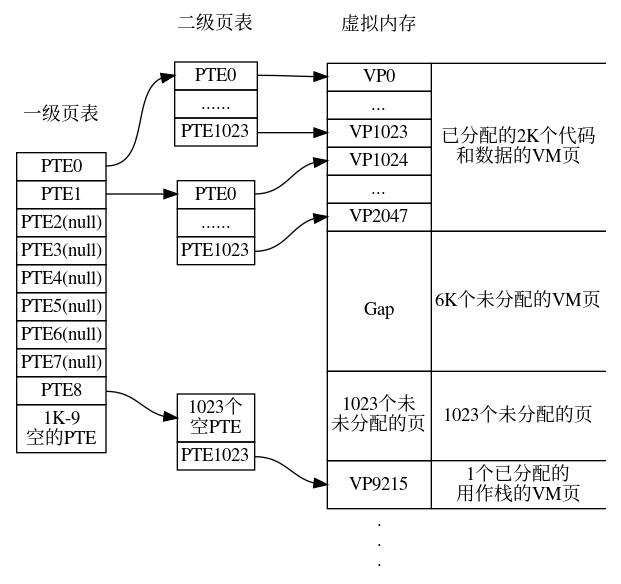 二级页表
虚拟内存
一级页表
PTE0
PTE1
PTE2(null)
PTE3(null)
PTE4(null)
PTE5(null)
PTE6(null)
PTE7(null)
PTE8
1K-9
空的PTE
PTE0
......
PTE1023
PTE0
......
PTE1023
1023个
空PTE
PTE1023
VP0
...
VP1023
VP1024
...
VP2047
已分配的2K个代码
和数据的VM页
Gap
6K个未分配的VM页
1023个未
未分配的页
1023个未分配的页
VP9215
1个已分配的
用作栈的VM页
.
.
.